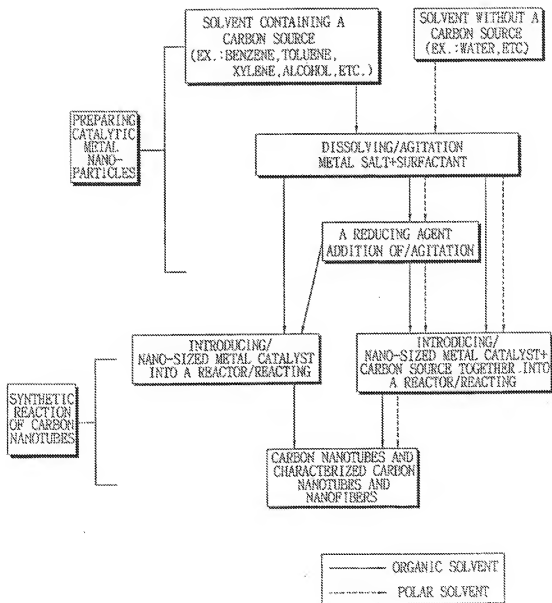 SOLVENT CONTAINING A
CARBON SOURCE
(EX.:BENZENE,TOLUENE,
XYLENE,ALCOHOL,ETC.)
SOLVENT WITHOUT A
CARBON SOURCE
(EX.:WATER,ETC)
PREPARING
CATALYTIC
METAL
NANO-
PARTICLES
DISSOLVING/AGITATION
METAL SALT+SURFACTANT
A REDUCING AGENT
ADDITION OF/AGITATION
INTRODUCING/
NANO-SIZED METAL CATALYST
INTO A REACTOR/REACTING
INTRODUCING/
NANO-SIZED METAL CATALYST+
CARBON SOURCE TOGETHER INTO
A REACTOR/REACTING
SYNTHETIC
REACTION
OF CARBON
NANOTUBES
CARBON NANOTUBES AND
CHARACTERIZED CARBON
NANOTUBES AND
NANOFIBERS
ORGANIC SOLVENT
POLAR SOLVENT